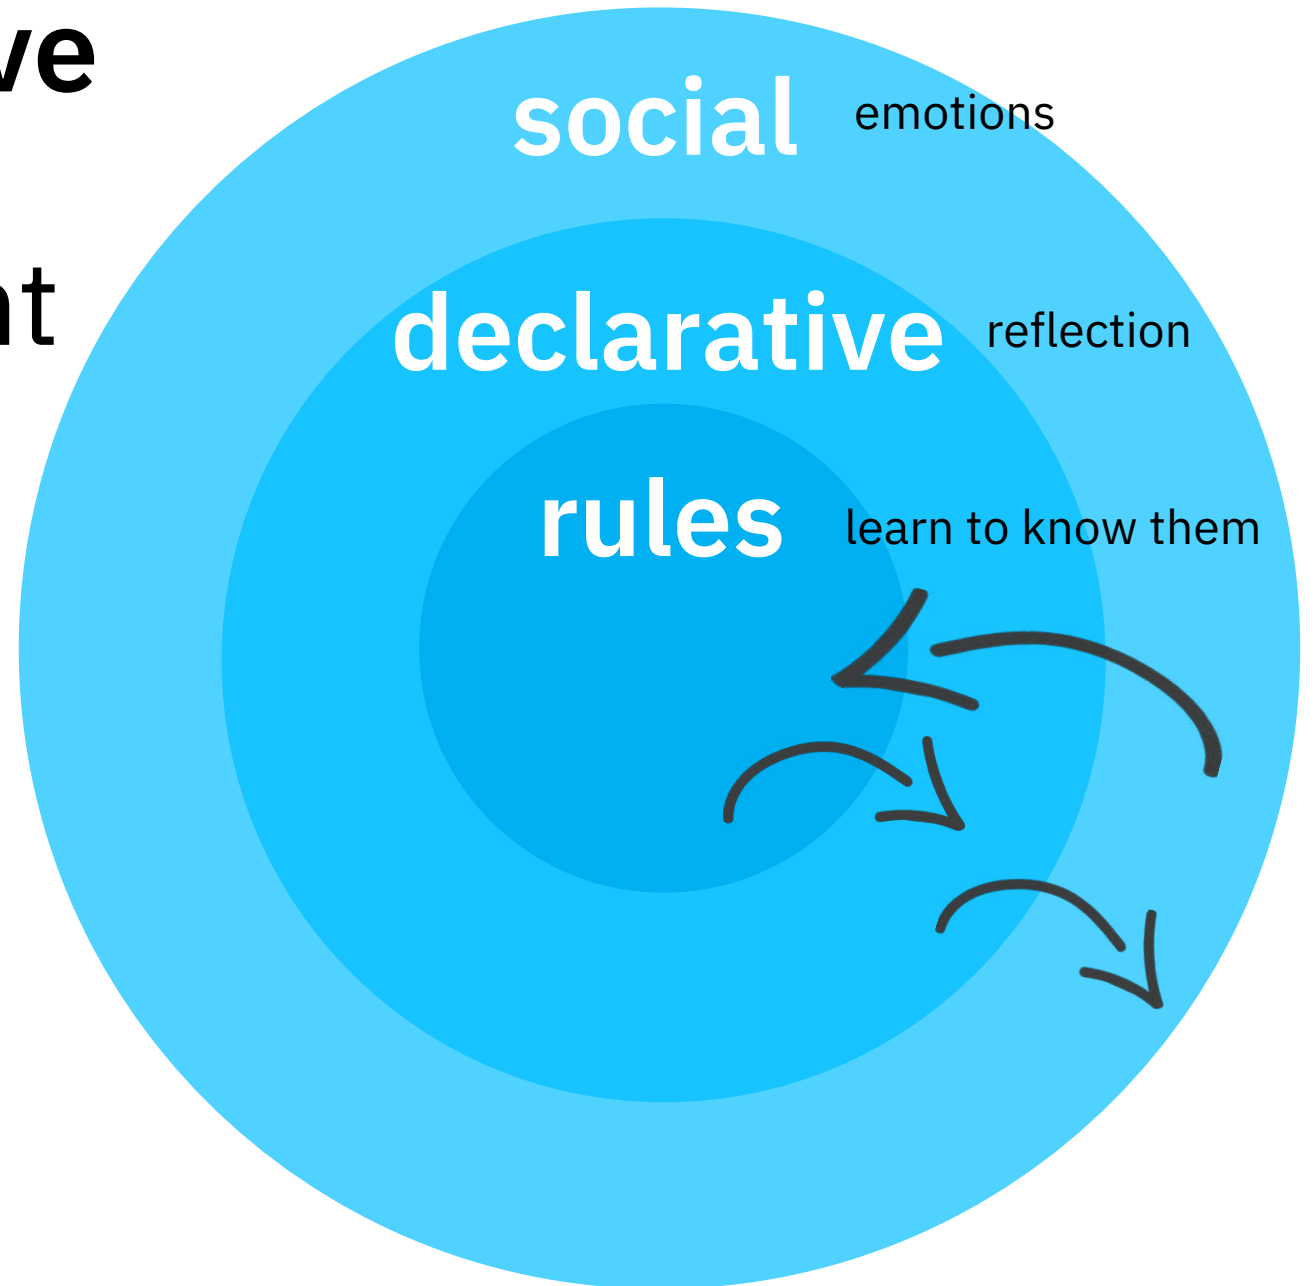 ve
social emotions
nt
declarative reflection
rules learn to know them